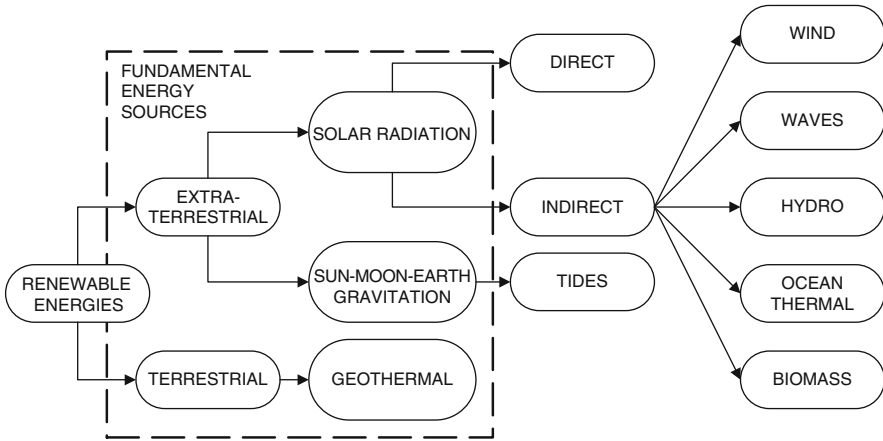 FUNDAMENTAL
ENERGY
SOURCES
RENEWABLE
ENERGIES
EXTRA-
TERRESTRIAL
TERRESTRIAL
SOLAR RADIATION
SUN-MOON-EARTH
GRAVITATION
GEOTHERMAL
DIRECT
INDIRECT
TIDES
WIND
WAVES
HYDRO
OCEAN
THERMAL
BIOMASS